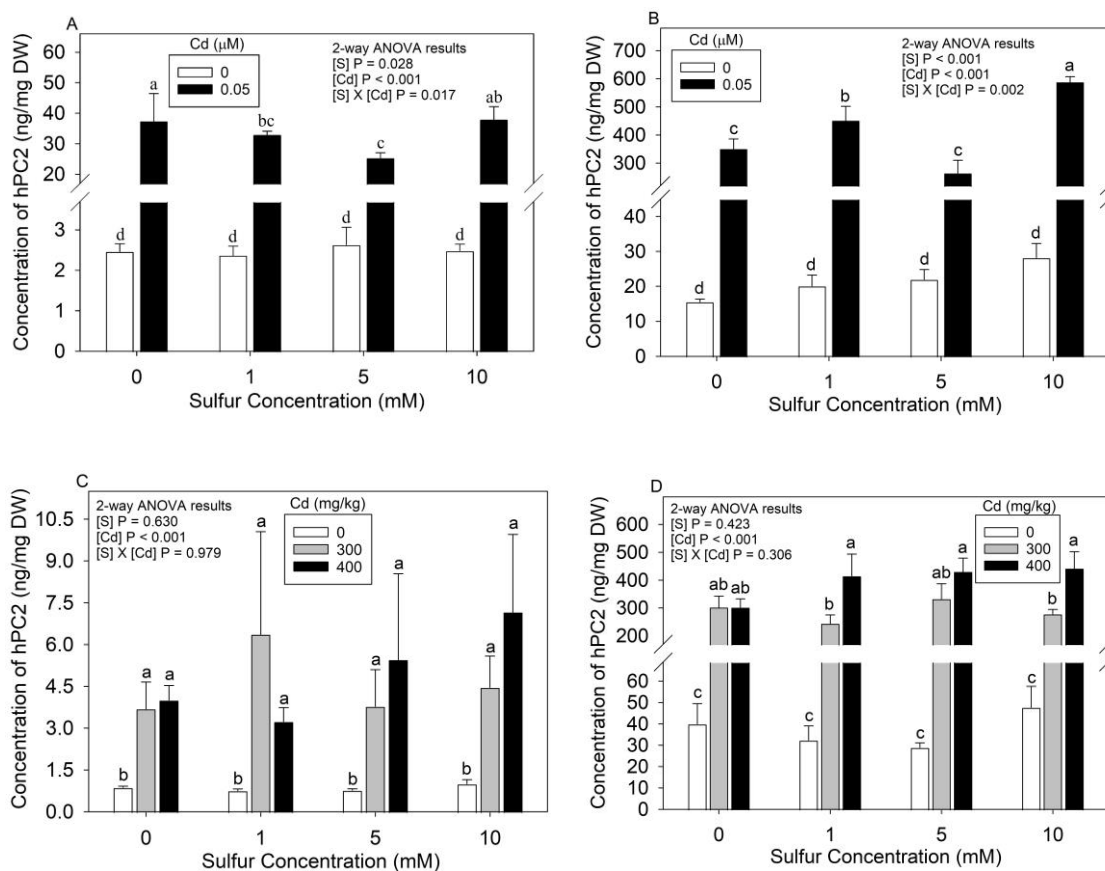 A
Concentration of hPC2 (ng/mg DW)
60
50
40
30
20
3
2
1
0
Cd (μM)
0
0.05
2-way ANOVA results
[S] P = 0.028
[Cd] P < 0.001
[S] X [Cd] P = 0.017
a
bc
c
ab
d
d
d
d
0
1
5
10
Sulfur Concentration (mM)
B
Concentration of hPC2 (ng/mg DW)
700
600
500
400
300
40
30
20
10
0
Cd (μM)
0
0.05
2-way ANOVA results
[S] P < 0.001
[Cd] P < 0.001
[S] X [Cd] P = 0.002
c
b
c
a
d
d
d
d
0
1
5
10
Sulfur Concentration (mM)
C
Concentration of hPC2 (ng/mg DW)
10.5
9.0
7.5
6.0
4.5
3.0
1.5
0.0
2-way ANOVA results
[S] P = 0.630
[Cd] P < 0.001
[S] X [Cd] P = 0.979
Cd (mg/kg)
0
300
400
b
a
a
b
a
a
b
a
a
b
a
a
0
1
5
10
Sulfur Concentration (mM)
D
Concentration of hPC2 (ng/mg DW)
600
500
400
300
200
60
50
40
30
20
10
0
2-way ANOVA results
[S] P = 0.423
[Cd] P < 0.001
[S] X [Cd] P = 0.306
Cd (mg/kg)
0
300
400
c
ab
ab
c
b
a
c
ab
a
c
b
a
0
1
5
10
Sulfur Concentration (mM)